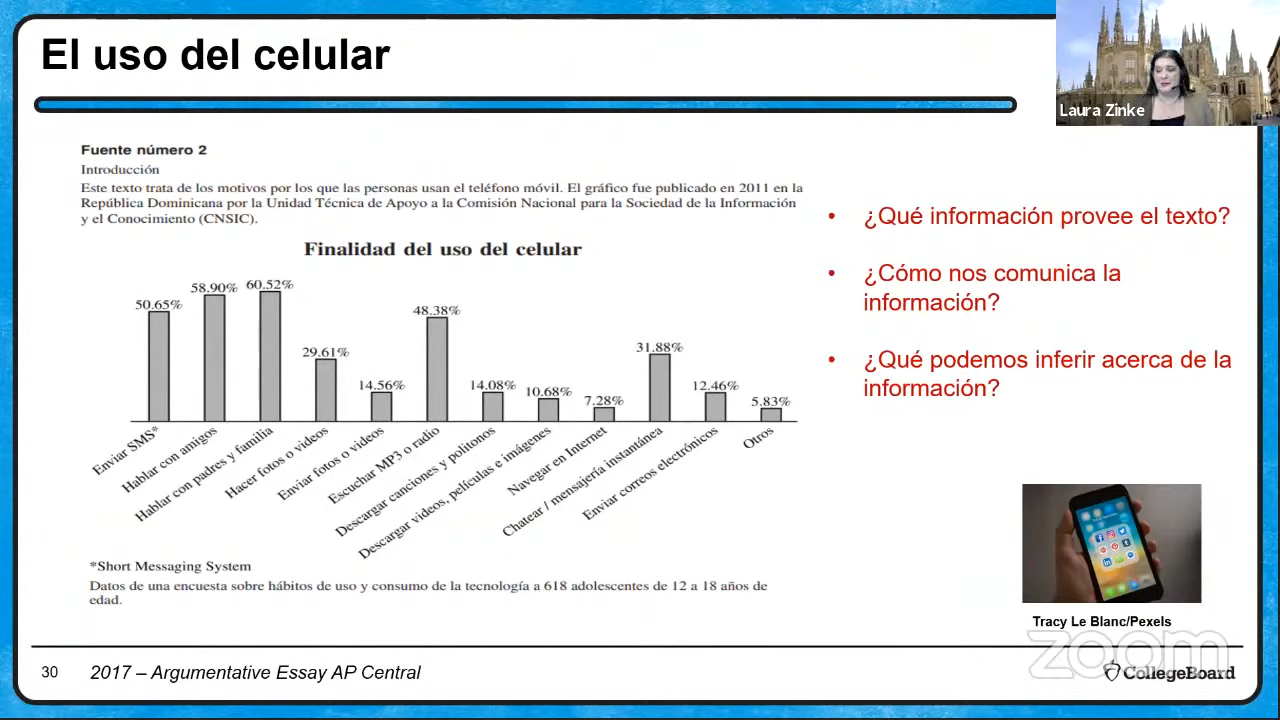 El uso del celular
Laura Zinke
Fuente número 2
Introducción
Este texto trata de los motivos por los que las personas usan el teléfono móvil. El gráfico fue publicado en 2011 en la
República Dominicana por la Unidad Técnica de Apoyo a la Comisión Nacional para la Sociedad de la Información
y el Conocimiento (CNSIC).
Finalidad del uso del celular
50.65%
58.90%
60.52%
29.61%
14.56%
48.38%
14.08%
10.68%
7.28%
31.88%
12.46%
5.83%
Enviar SMS*
Hablar con amigos
Hablar con padres y familia
Hacer fotos o videos
Enviar fotos o videos
Escuchar MP3 o radio
Descargar canciones y politonos
Descargar videos, películas e imágenes
Navegar en Internet
Chatear / mensajería instantánea
Enviar correos electrónicos
Otros
*Short Messaging System
Datos de una encuesta sobre hábitos de uso y consumo de la tecnología a 618 adolescentes de 12 a 18 años de
edad.
• ¿Qué información provee el texto?
• ¿Cómo nos comunica la
información?
• ¿Qué podemos inferir acerca de la
información?
Tracy Le Blanc/Pexels
zoom
30
2017 – Argumentative Essay AP Central
CollegeBoard